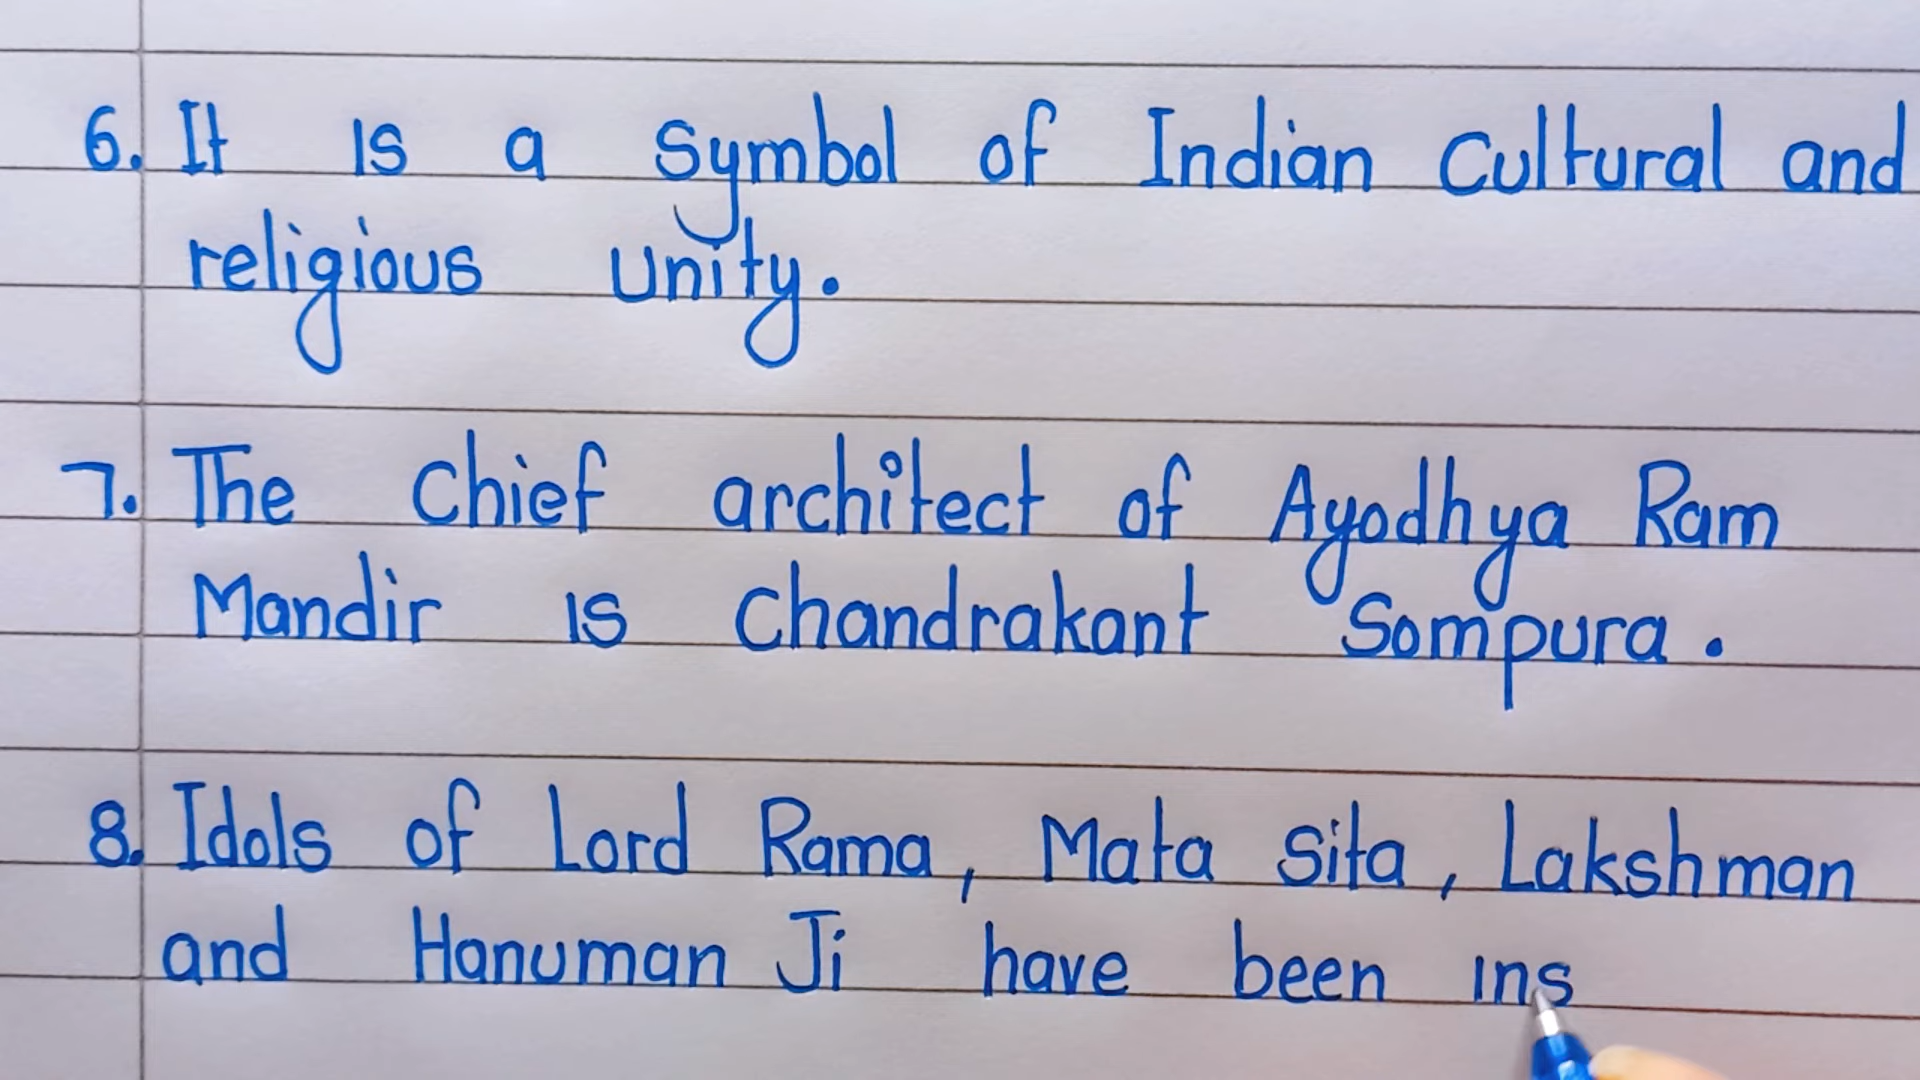 6. It is a symbol of Indian Cultural and
religious unity.
7. The Chief architect of Ayodhya Ram
Mandir is Chandrakant Sompura.
8. Idols of Lord Rama, Mata Sita, Lakshman
and Hanuman Ji have been ins